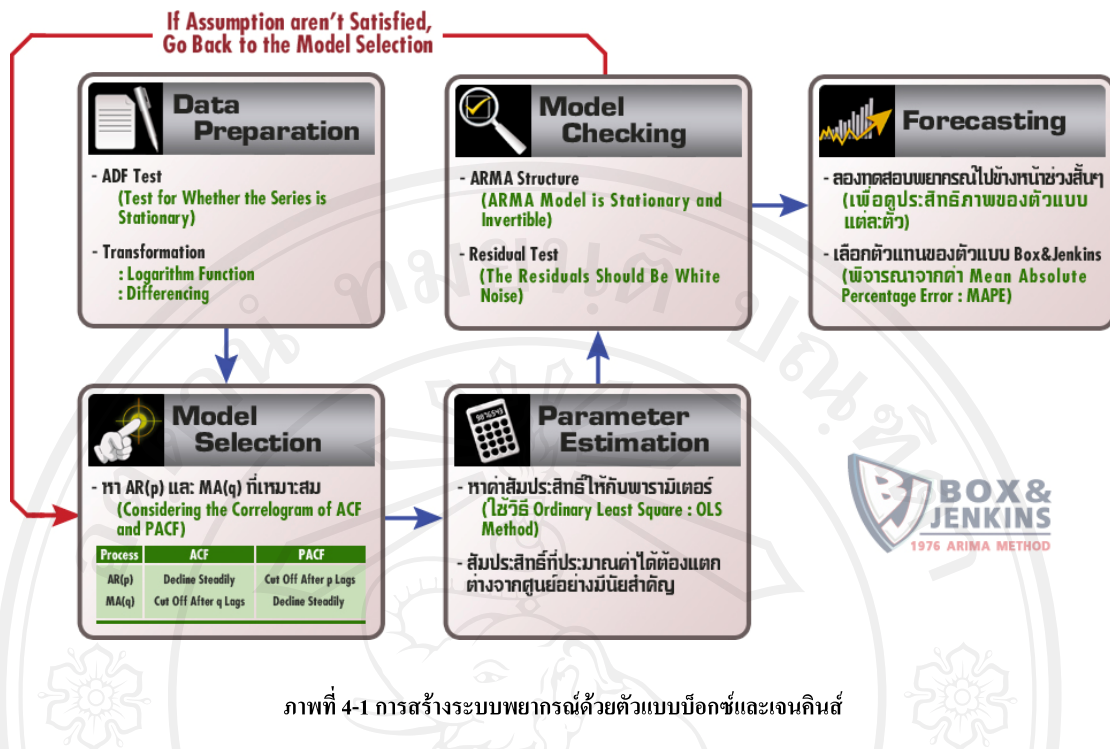 If Assumption aren't Satisfied,
Go Back to the Model Selection
Data
Preparation
- ADF Test
(Test for Whether the Series is
Stationary)
- Transformation
: Logarithm Function
: Differencing
Model
Selection
- หา AR(p) และ MA(q) ที่เหมาะสม
(Considering the Correlogram of ACF
and PACF)
Process ACF PACF
AR(p) Decline Steadily Cut Off After p Lags
MA(q) Cut Off After q Lags Decline Steadily
9876543
Parameter
Estimation
- หาค่าสัมประสิทธิ์ให้กับพารามิเตอร์
(ใช้วิธี Ordinary Least Square : OLS
Method)
- สัมประสิทธิ์ที่ประมาณค่าได้ต้องแตก
ต่างจากศูนย์อย่างมีนัยสำคัญ
Model
Checking
- ARMA Structure
(ARMA Model is Stationary and
Invertible)
- Residual Test
(The Residuals Should Be White
Noise)
Forecasting
- ลองทดสอบพยากรณ์ไปข้างหน้าช่วงสั้นๆ
(เพื่อดูประสิทธิภาพของตัวแบบ
แต่ละตัว)
- เลือกตัวแทนของตัวแบบ Box&Jenkins
(พิจารณาจากค่า Mean Absolute
Percentage Error : MAPE)
BJ
BOX&
JENKINS
1976 ARIMA METHOD
ภาพที่ 4-1 การสร้างระบบพยากรณ์ด้วยตัวแบบบ็อกซ์และเจนคินส์